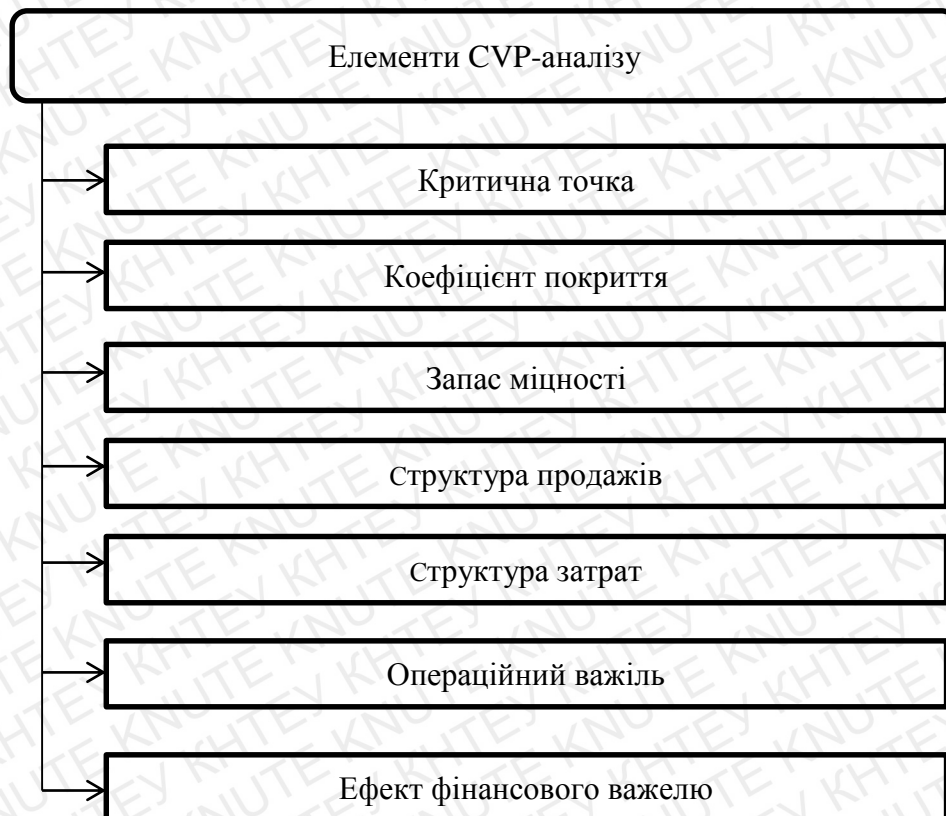 Елементи CVP-аналізу
Критична точка
Коефіцієнт покриття
Запас міцності
Структура продажів
Структура затрат
Операційний важіль
Ефект фінансового важелю